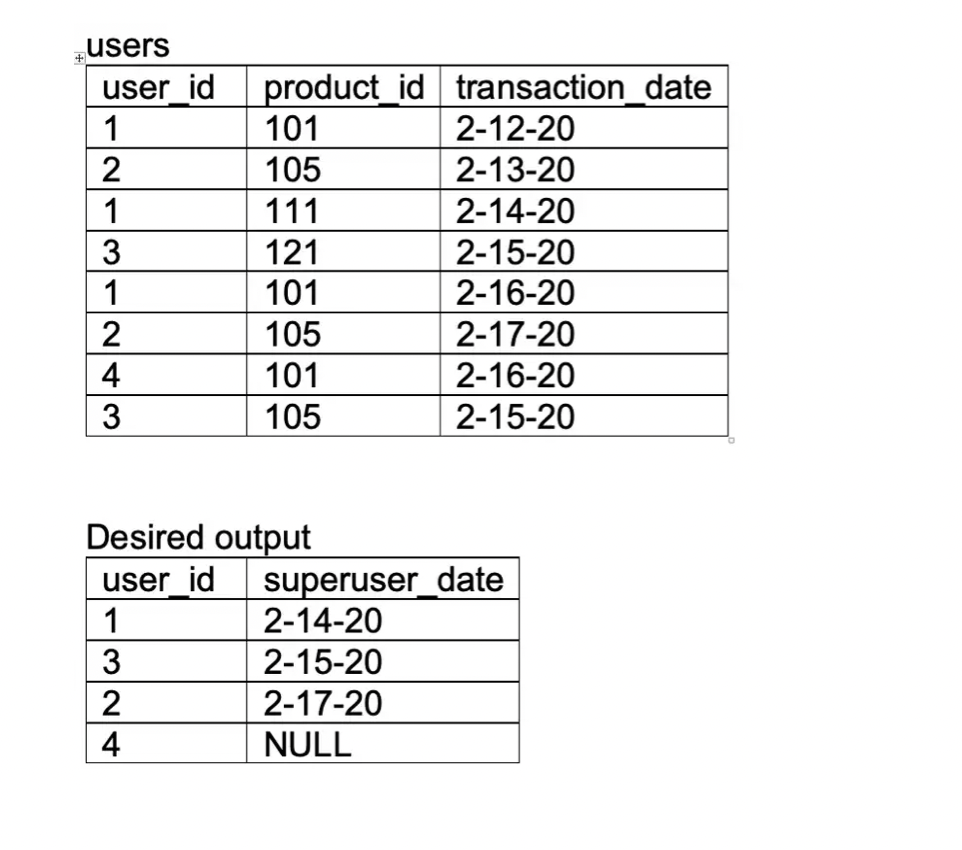 users
user_id product_id transaction_date
1 101 2-12-20
2 105 2-13-20
1 111 2-14-20
3 121 2-15-20
1 101 2-16-20
2 105 2-17-20
4 101 2-16-20
3 105 2-15-20
Desired output
user_id superuser_date
1 2-14-20
3 2-15-20
2 2-17-20
4 NULL